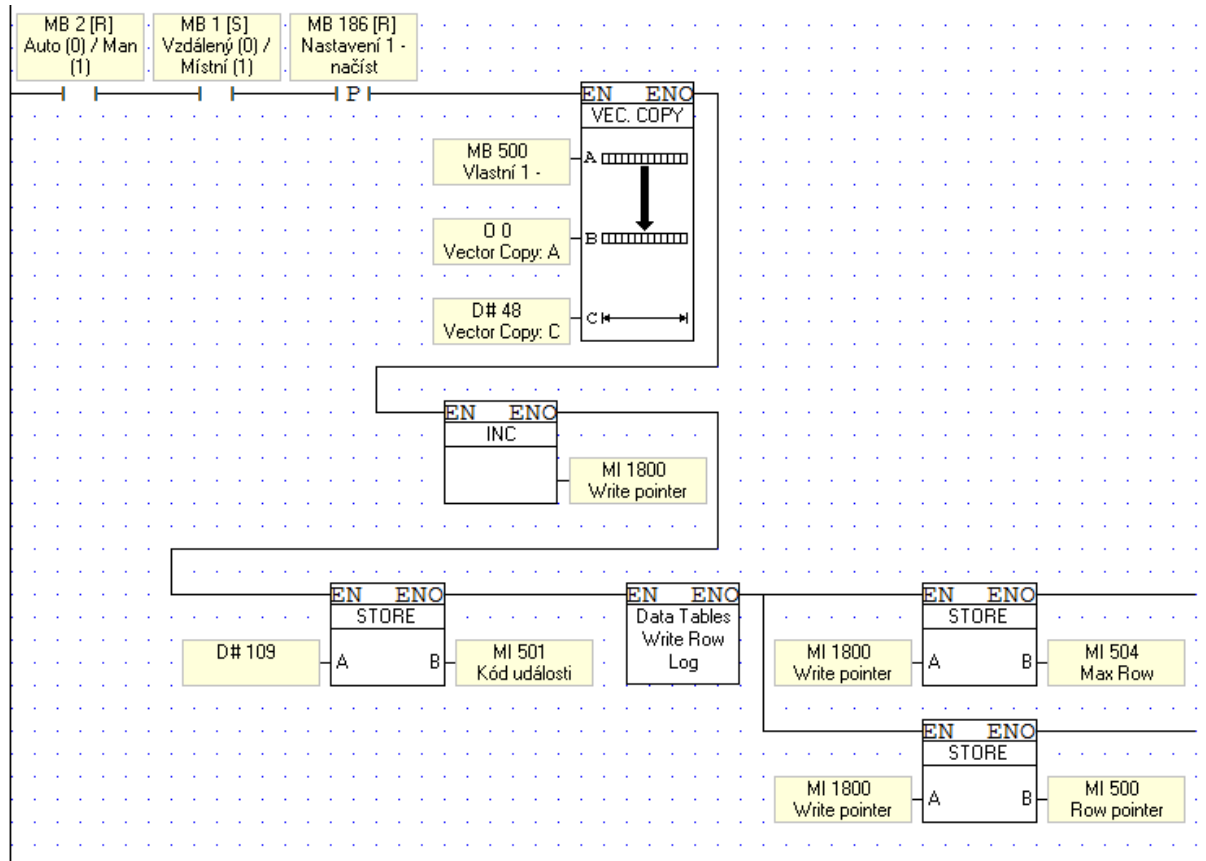 MB 2 [R]
Auto (0) / Man
(1)
MB 1 [S]
Vzdálený (0) /
Místní (1)
MB 186 [R]
Nastavení 1 -
načíst
P
EN ENO
VEC. COPY
MB 500
Vlastní 1 -
A
O 0
Vector Copy: A
B
D# 48
Vector Copy: C
C
EN ENO
INC
MI 1800
Write pointer
EN ENO
STORE
D# 109
A
B
MI 501
Kód události
EN ENO
Data Tables
Write Row
Log
EN ENO
STORE
MI 1800
Write pointer
A
B
MI 504
Max Row
EN ENO
STORE
MI 1800
Write pointer
A
B
MI 500
Row pointer